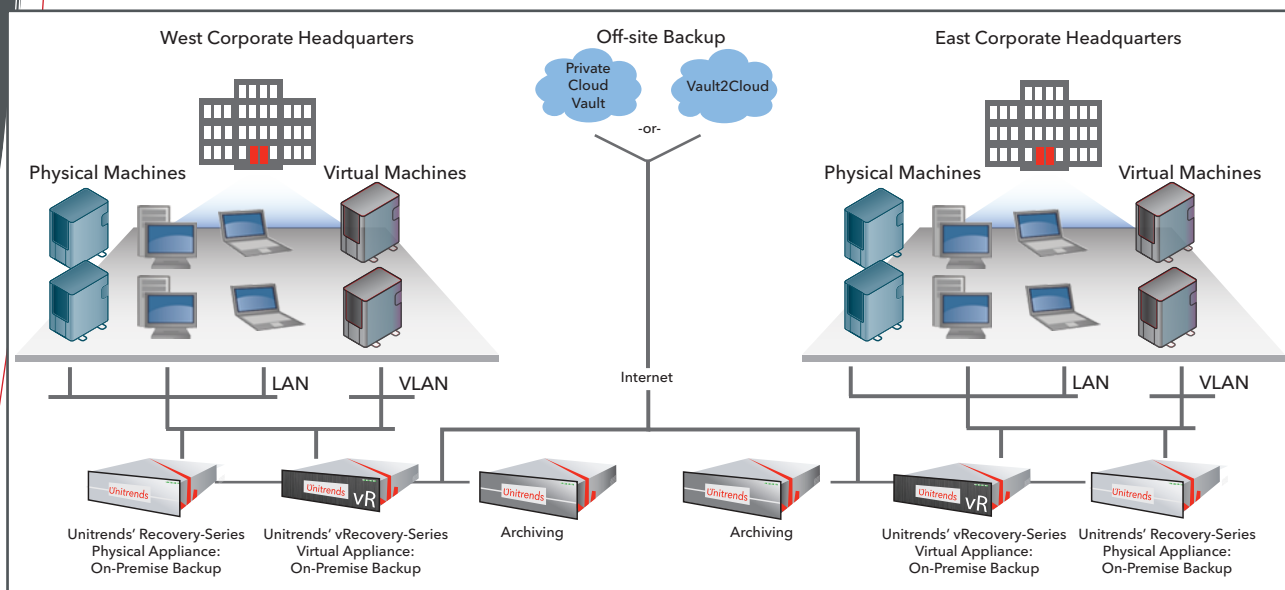 West Corporate Headquarters
Off-site Backup
East Corporate Headquarters
Private
Cloud
Vault
Vault2Cloud
-or-
Physical Machines
Virtual Machines
Physical Machines
Virtual Machines
Internet
LAN
VLAN
LAN
VLAN
Unitrends
Unitrends
vR
Unitrends
Unitrends
Unitrends
vR
Unitrends
Unitrends' Recovery-Series
Physical Appliance:
On-Premise Backup
Unitrends' vRecovery-Series
Virtual Appliance:
On-Premise Backup
Archiving
Archiving
Unitrends' vRecovery-Series
Virtual Appliance:
On-Premise Backup
Unitrends' Recovery-Series
Physical Appliance:
On-Premise Backup